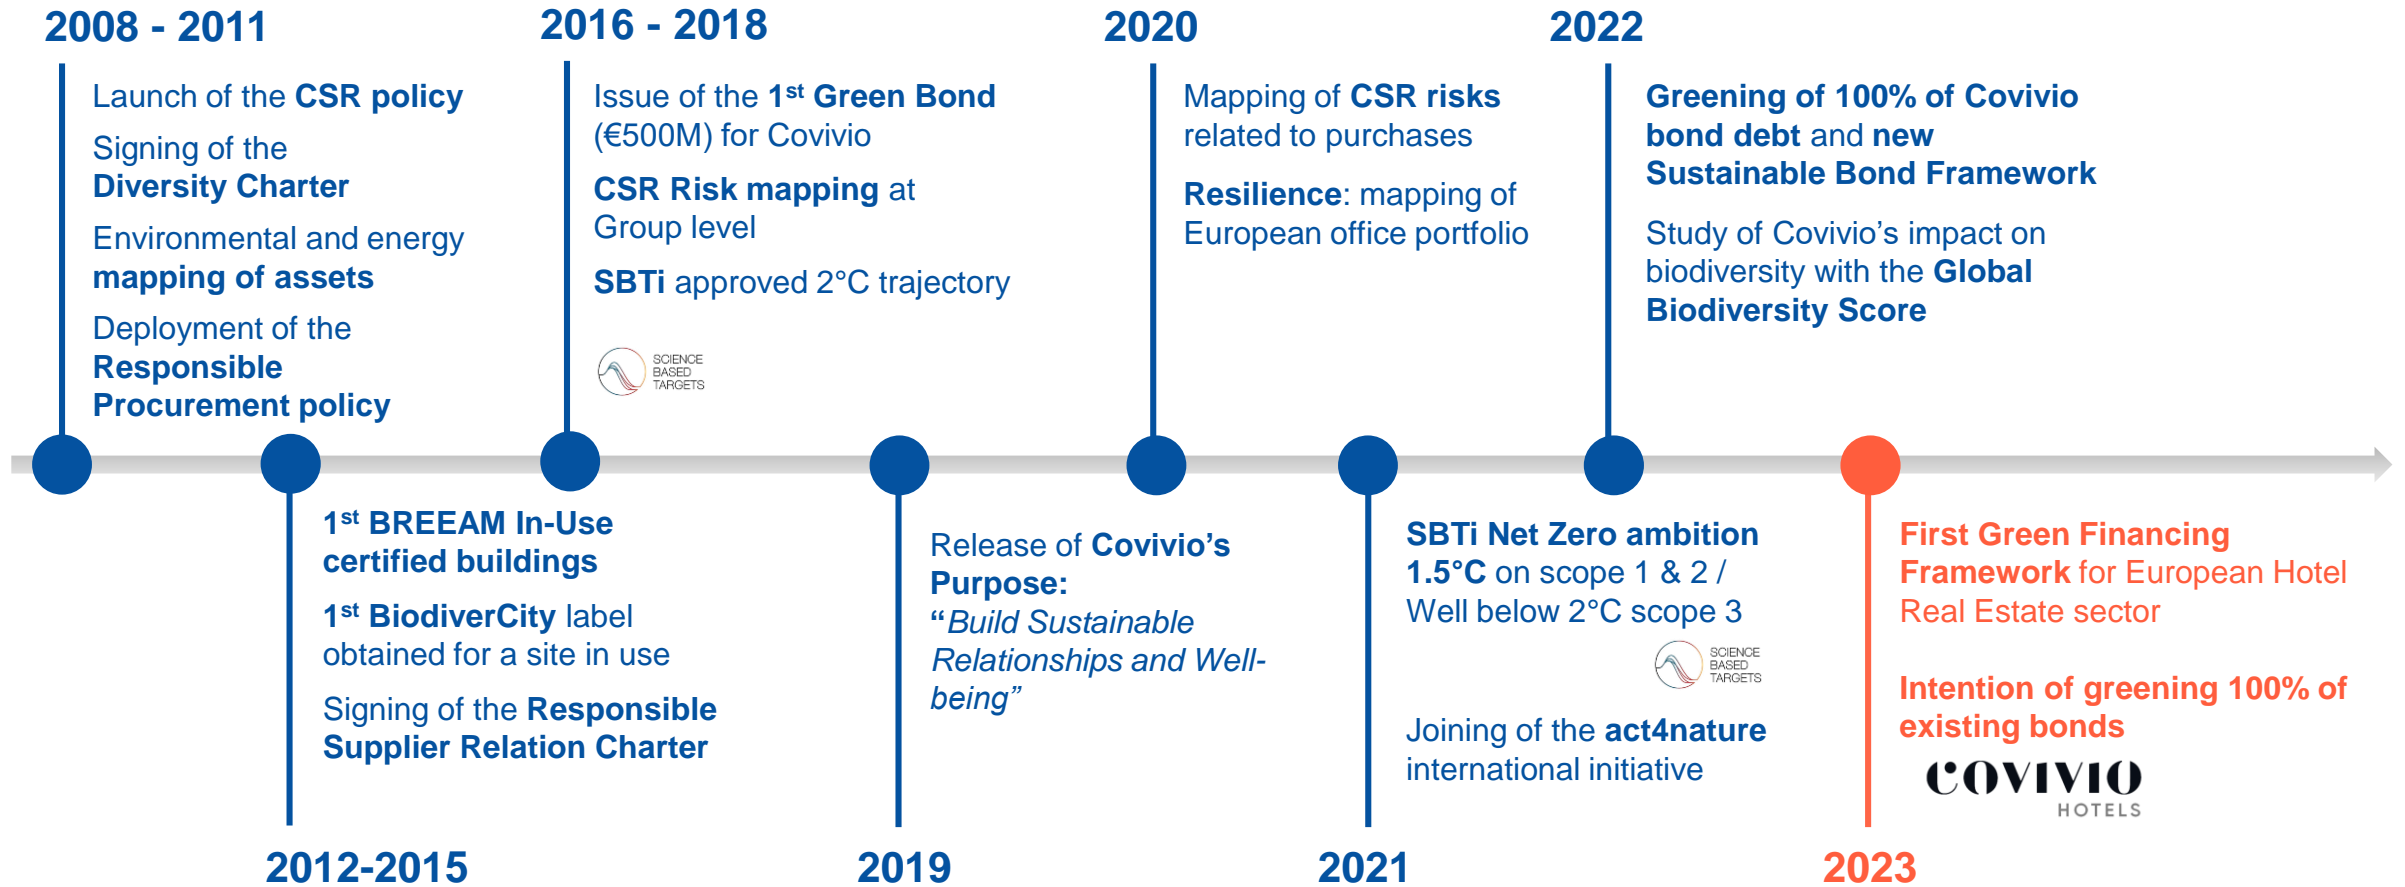 2008 - 2011
Launch of the CSR policy
Signing of the
Diversity Charter
Environmental and energy
mapping of assets
Deployment of the
Responsible
Procurement policy
2012-2015
1st BREEAM In-Use
certified buildings
1st BiodiverCity label
obtained for a site in use
Signing of the Responsible
Supplier Relation Charter
2016 - 2018
Issue of the 1st Green Bond
(€500M) for Covivio
CSR Risk mapping at
Group level
SBTi approved 2°C trajectory
SCIENCE
BASED
TARGETS
2019
Release of Covivio’s
Purpose:
“Build Sustainable
Relationships and Well-
being”
2020
Mapping of CSR risks
related to purchases
Resilience: mapping of
European office portfolio
2021
SBTi Net Zero ambition
1.5°C on scope 1 & 2 /
Well below 2°C scope 3
SCIENCE
BASED
TARGETS
Joining of the act4nature
international initiative
2022
Greening of 100% of Covivio
bond debt and new
Sustainable Bond Framework
Study of Covivio’s impact on
biodiversity with the Global
Biodiversity Score
2023
First Green Financing
Framework for European Hotel
Real Estate sector
Intention of greening 100% of
existing bonds
COVIVIO
HOTELS